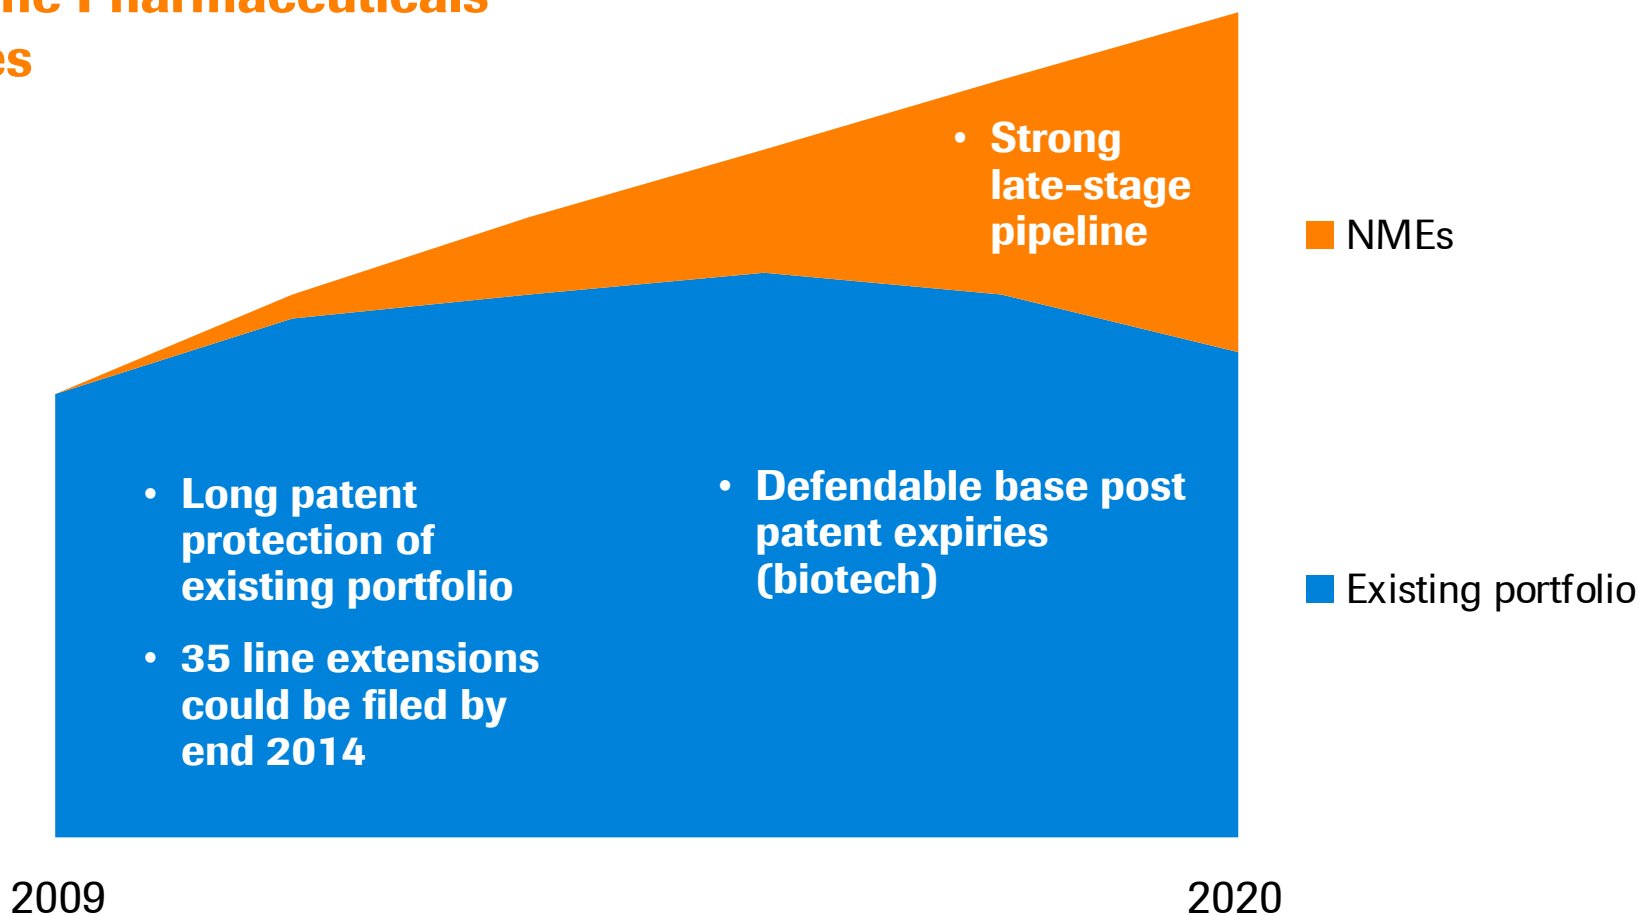 Pharmaceuticals
• Strong
late-stage
pipeline
NMEs
• Long patent
protection of
existing portfolio
• 35 line extensions
could be filed by
end 2014
• Defendable base post
patent expiries
(biotech)
Existing portfolio
2009
2020